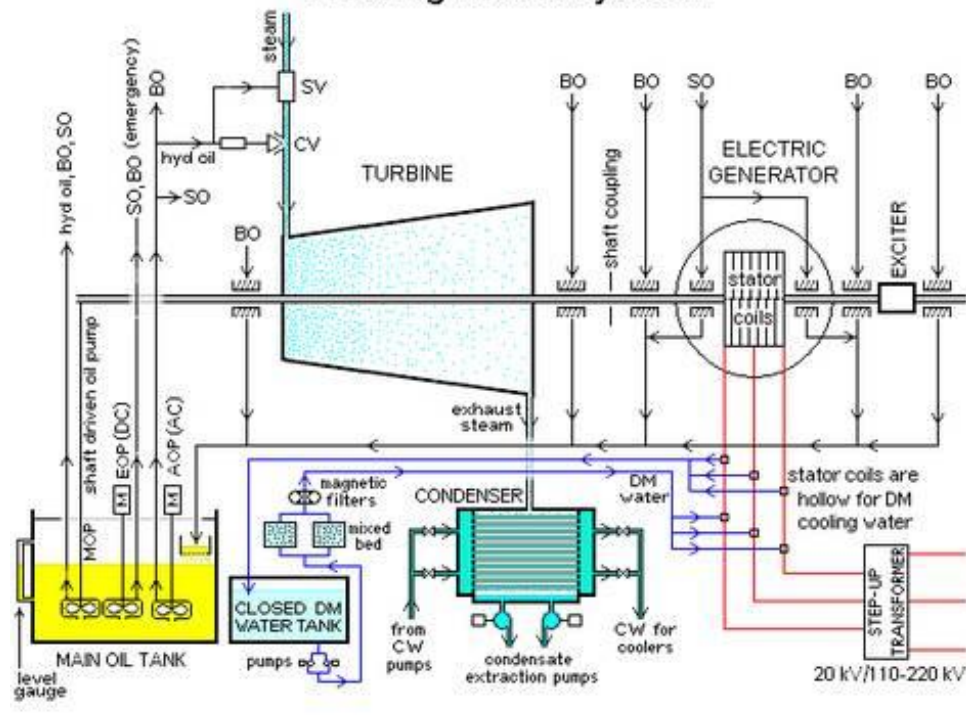 steam
SV
CV
hyd oil
BO
SO
SO, BO (emergency)
hyd oil, BO, SO
BO
TURBINE
BO
BO
SO
BO
BO
shaft coupling
ELECTRIC
GENERATOR
EXCITER
stator
coils
shaft driven oil pump
MOP
EOP (DC)
M
AOP (AC)
M
exhaust
steam
magnetic
filters
mixed
bed
CONDENSER
DM
water
stator coils are
hollow for DM
cooling water
CLOSED DM
WATER TANK
pumps
MAIN OIL TANK
level
gauge
from
CW
pumps
condensate
extraction pumps
CW for
coolers
STEP-UP
TRANSFORMER
20 kV/110-220 kV